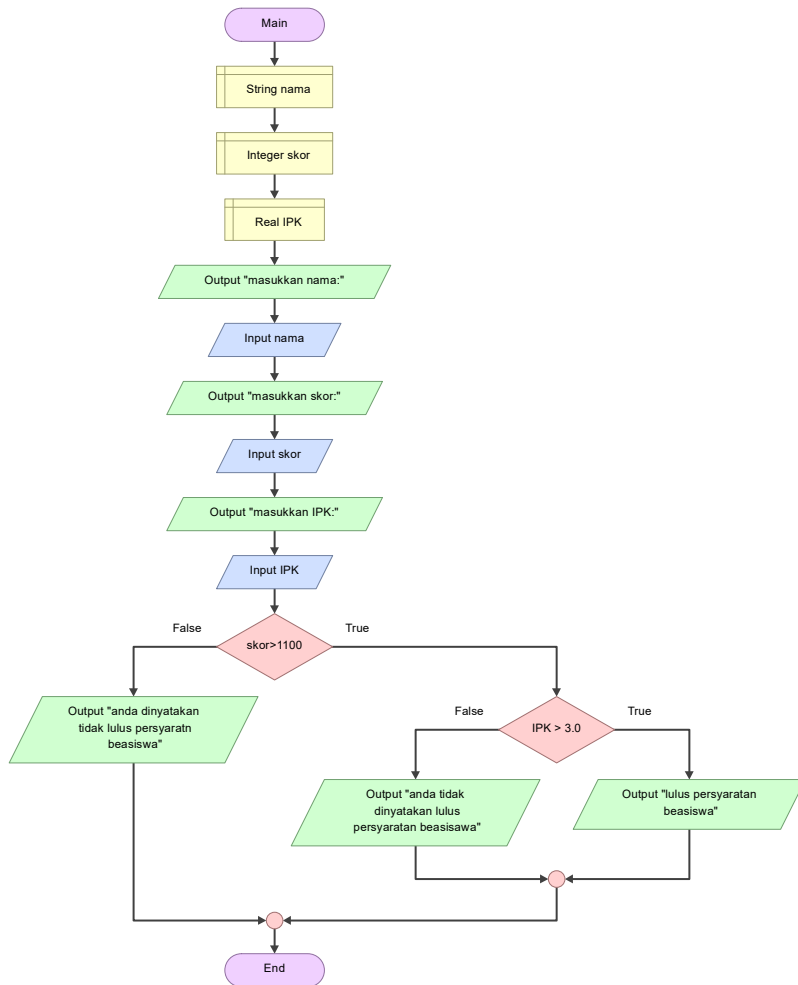 Main
String nama
Integer skor
Real IPK
Output "masukkan nama:"
Input nama
Output "masukkan skor:"
Input skor
Output "masukkan IPK:"
Input IPK
False
True
skor>1100
Output "anda dinyatakan
tidak lulus persyaratn
beasiswa"
False
True
IPK > 3.0
Output "anda tidak
dinyatakan lulus
persyaratan beasisawa"
Output "lulus persyaratan
beasiswa"
End